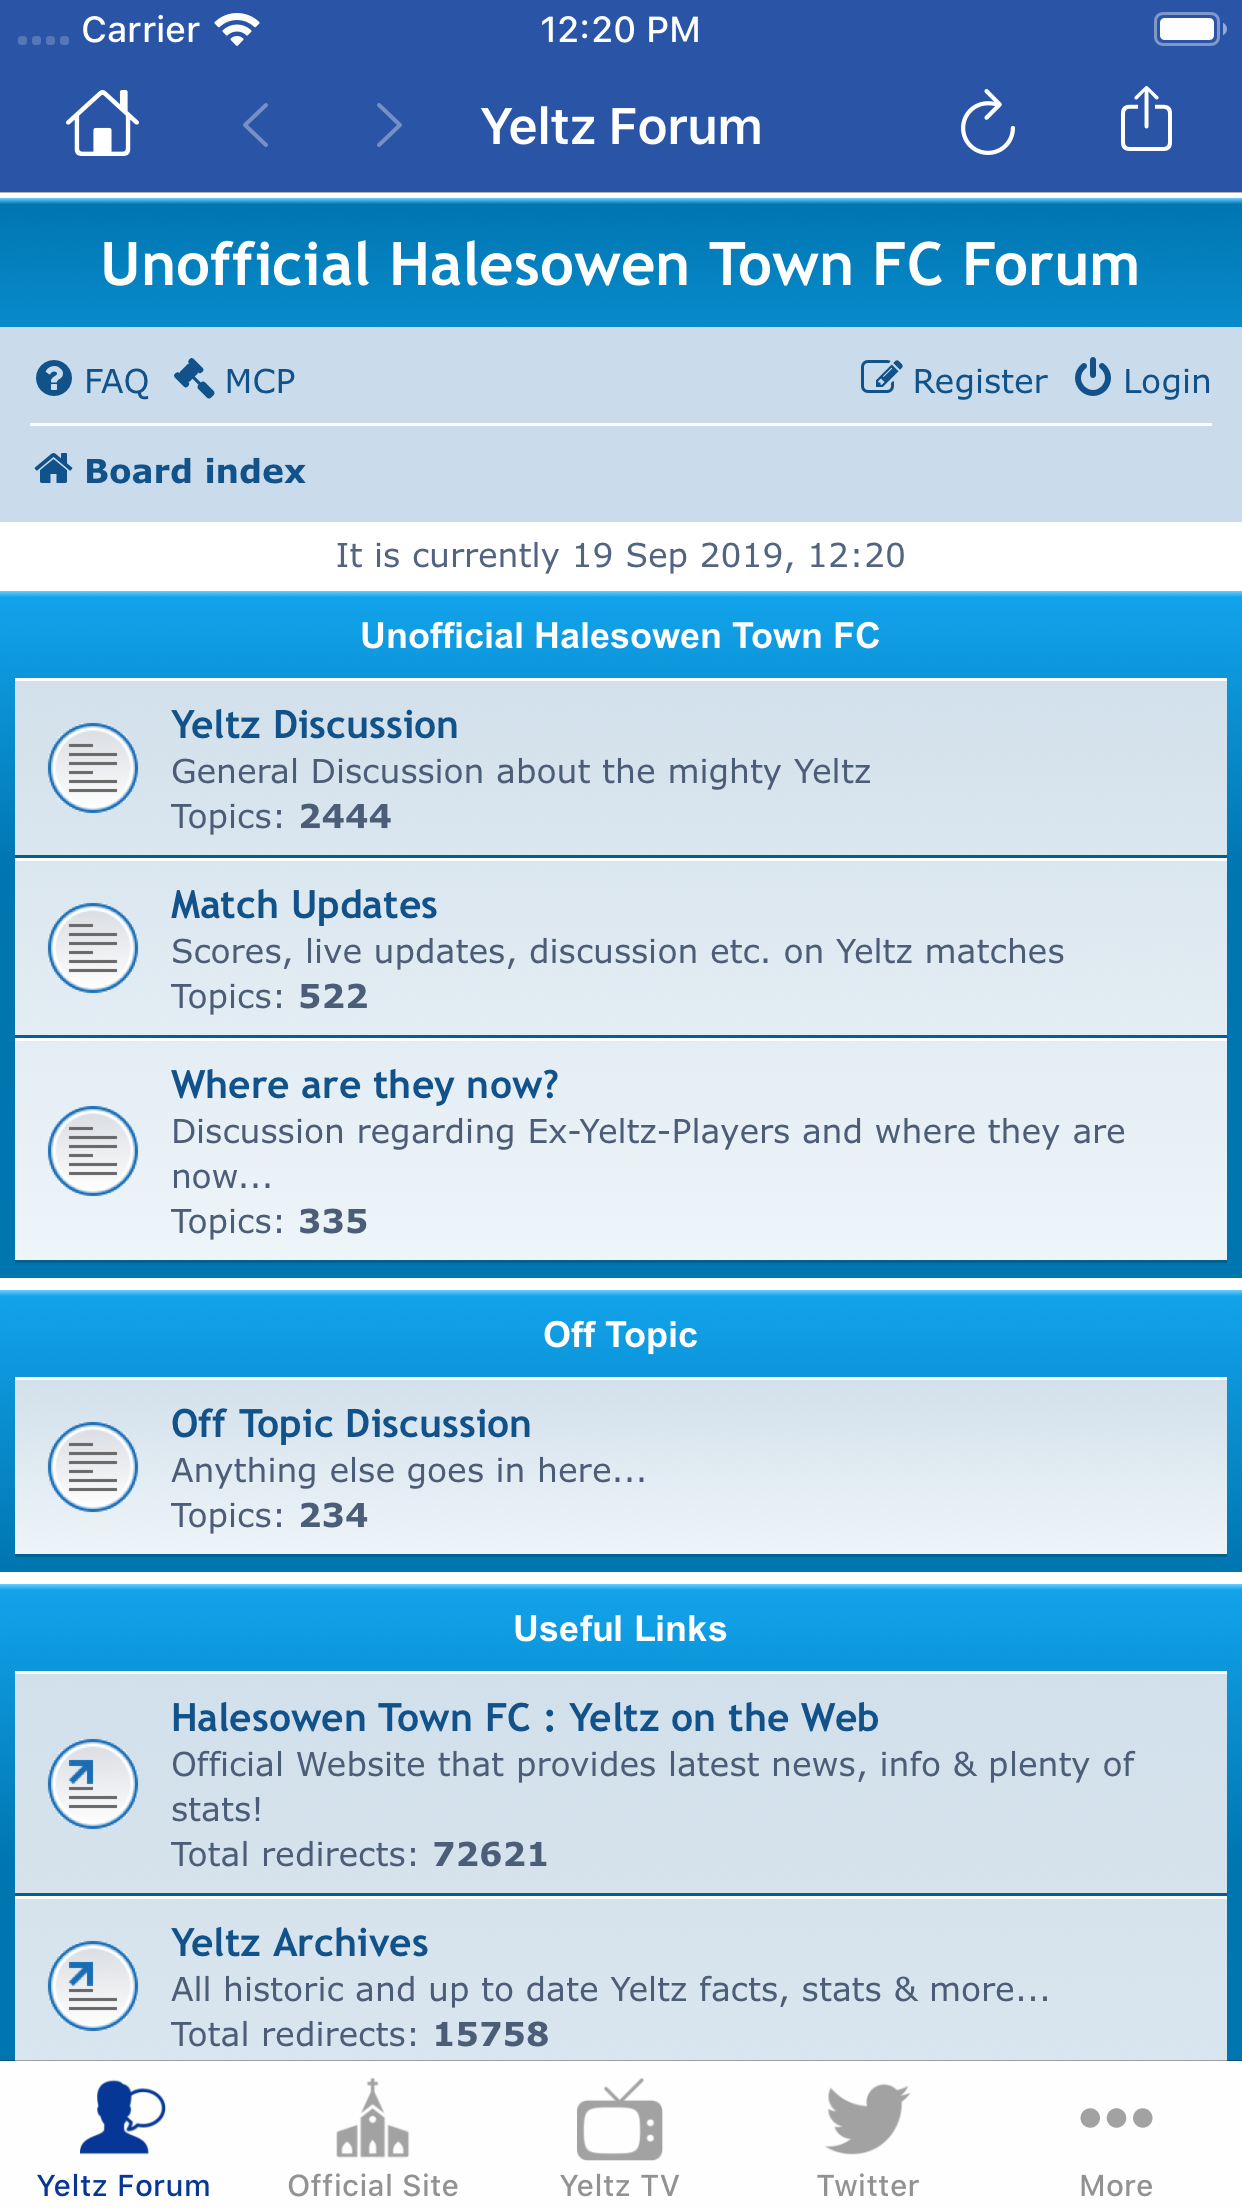 Carrier 12:20 PM
Yeltz Forum
Unofficial Halesowen Town FC Forum
FAQ MCP Register Login
Board index
It is currently 19 Sep 2019, 12:20
Unofficial Halesowen Town FC
Yeltz Discussion
General Discussion about the mighty Yeltz
Topics: 2444
Match Updates
Scores, live updates, discussion etc. on Yeltz matches
Topics: 522
Where are they now?
Discussion regarding Ex-Yeltz-Players and where they are
now...
Topics: 335
Off Topic
Off Topic Discussion
Anything else goes in here...
Topics: 234
Useful Links
Halesowen Town FC : Yeltz on the Web
Official Website that provides latest news, info & plenty of
stats!
Total redirects: 72621
Yeltz Archives
All historic and up to date Yeltz facts, stats & more...
Total redirects: 15758
Yeltz Forum Official Site Yeltz TV Twitter More